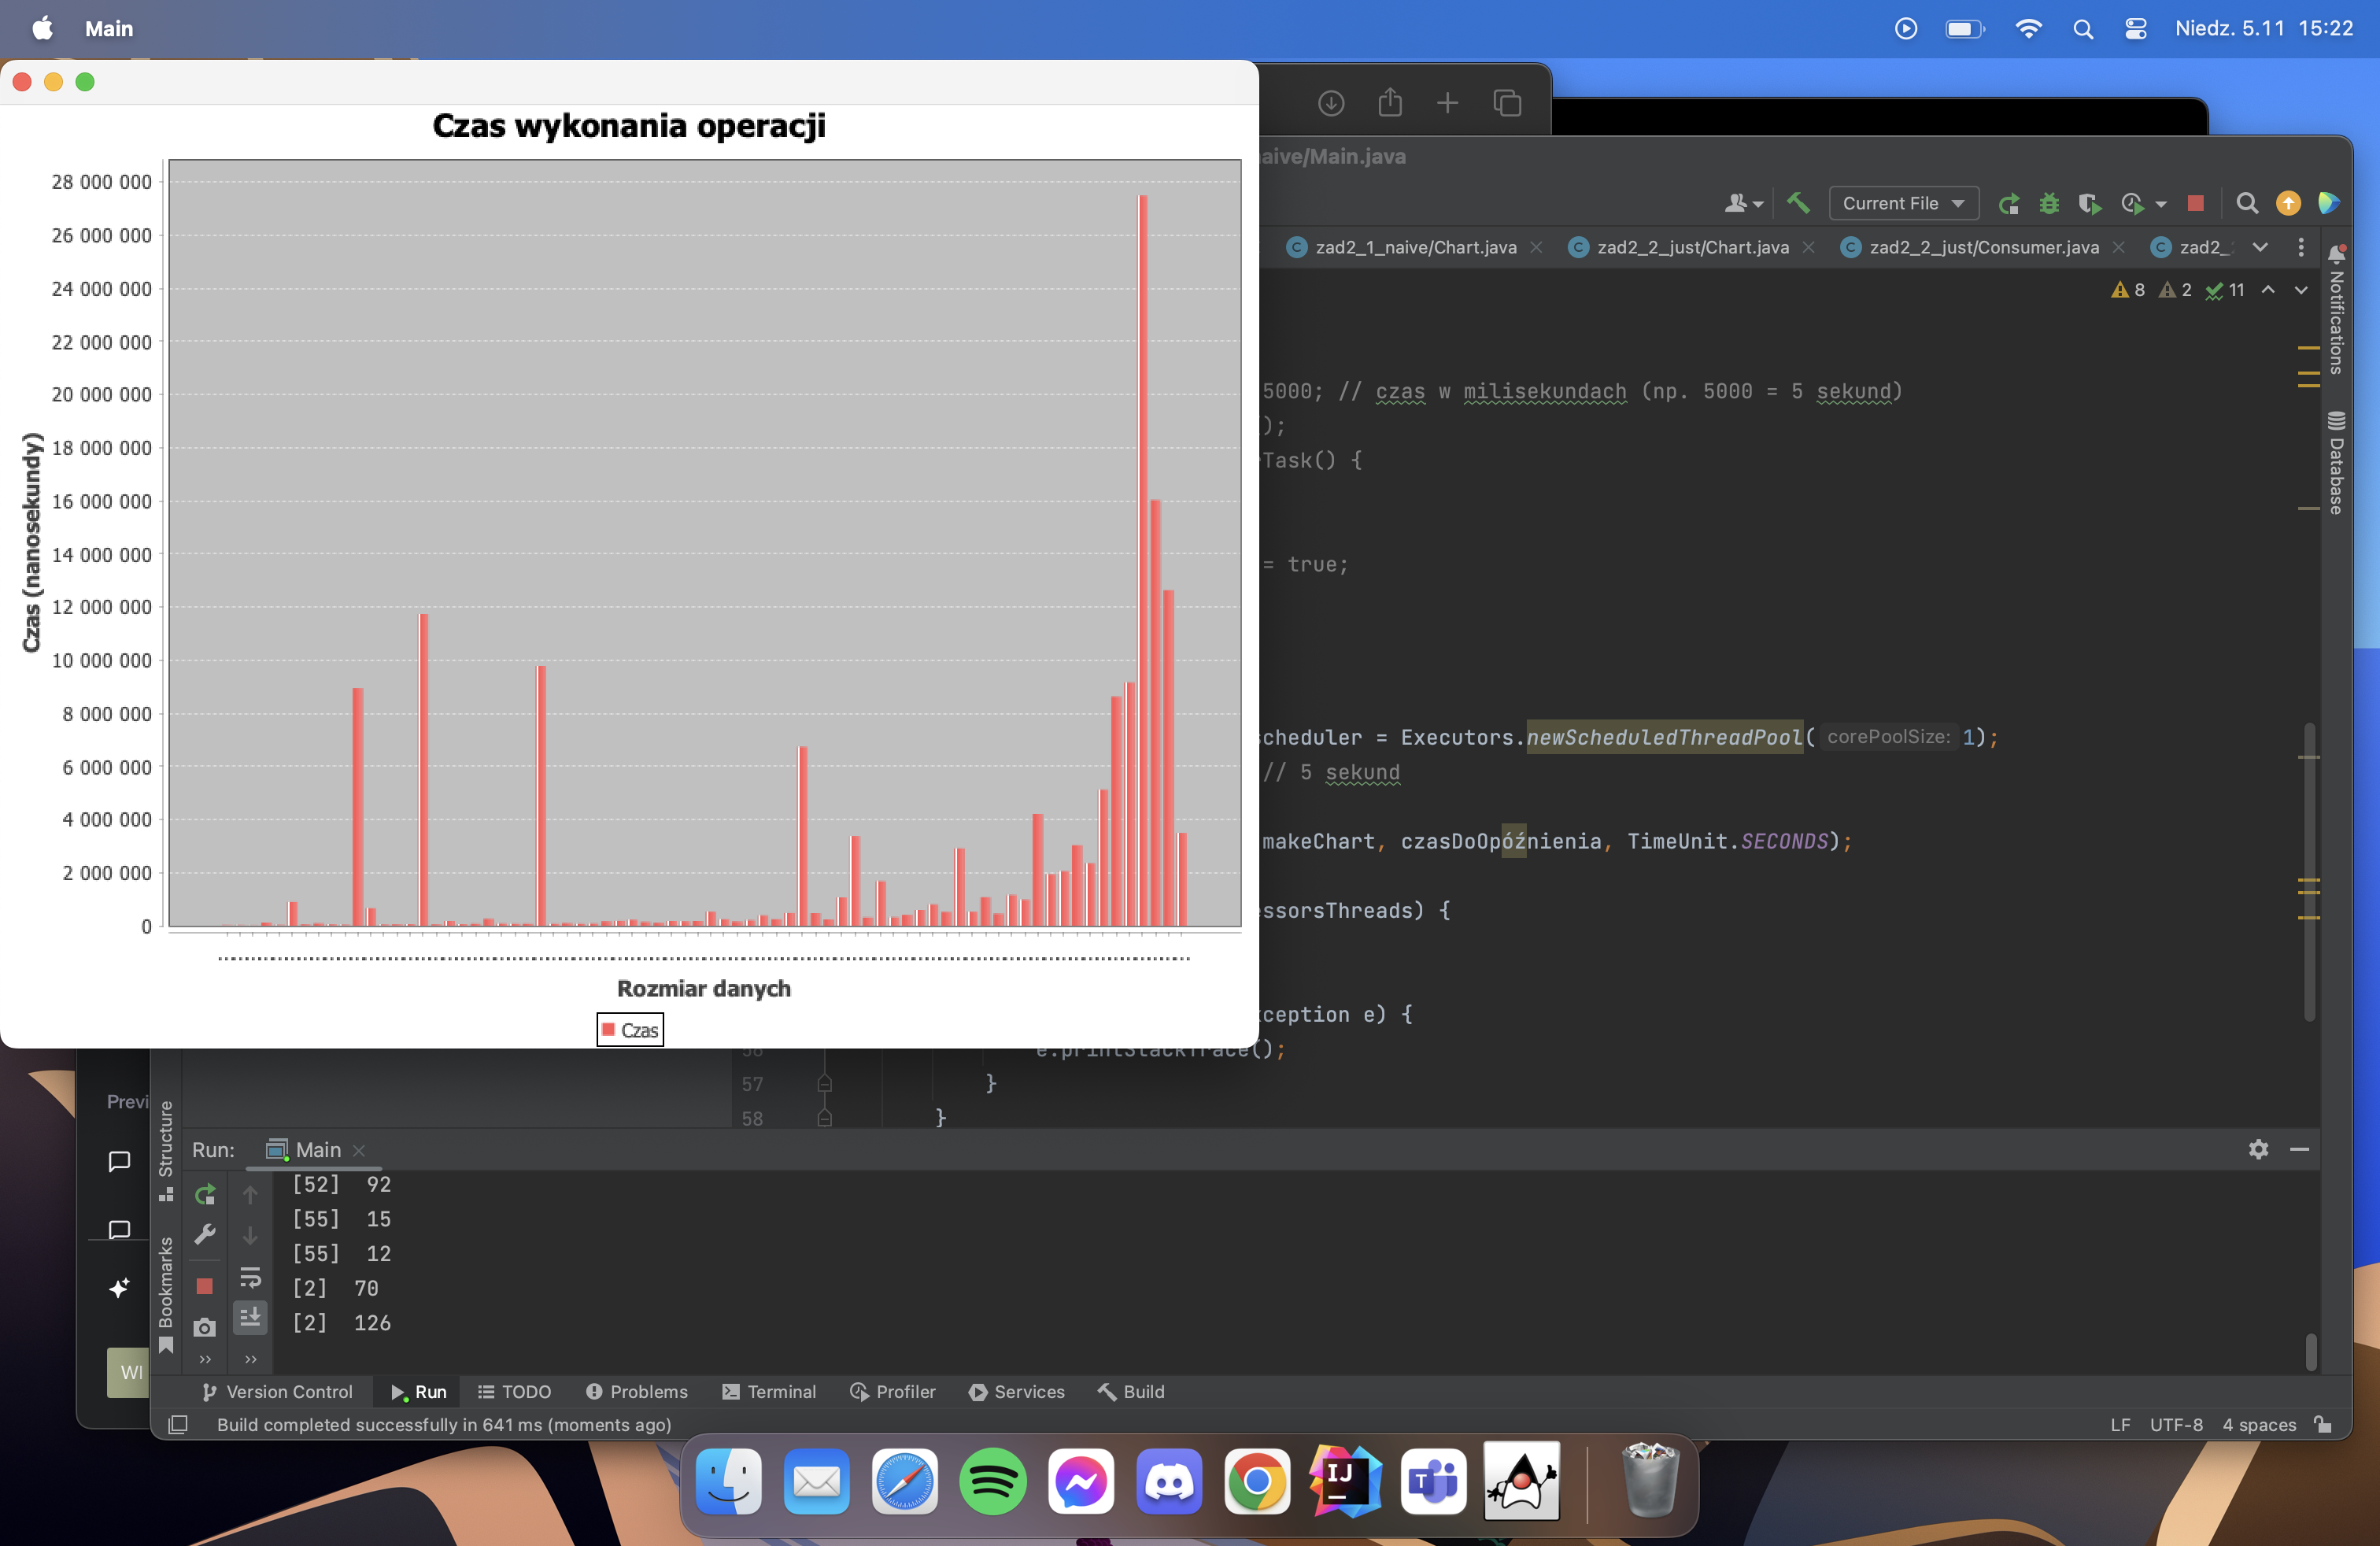 Main
Niedz. 5.11 15:22
Czas wykonania operacji
28 000 000
26 000 000
24 000 000
22 000 000
20 000 000
18 000 000
16 000 000
14 000 000
12 000 000
10 000 000
8 000 000
6 000 000
4 000 000
2 000 000
0
Czas (nanosekundy)
Rozmiar danych
Czas
aive/Main.java
Current File
zad2_1_naive/Chart.java
zad2_2_just/Chart.java
zad2_2_just/Consumer.java
zad2_
8 2 11
Notifications
Database
5000; // czas w milisekundach (np. 5000 = 5 sekund)
);
Task() {
= true;
cheduler = Executors.newScheduledThreadPool( corePoolSize: 1);
// 5 sekund
makeChart, czasDoOpóźnienia, TimeUnit.SECONDS);
ssorsThreads) {
ception e) {
56 e.printStackTrace();
57 }
58 }
Previ
Structure
Bookmarks
WI
Run: Main
[52] 92
[55] 15
[55] 12
[2] 70
[2] 126
Version Control Run TODO Problems Terminal Profiler Services Build
Build completed successfully in 641 ms (moments ago)
LF UTF-8 4 spaces
IJ
T